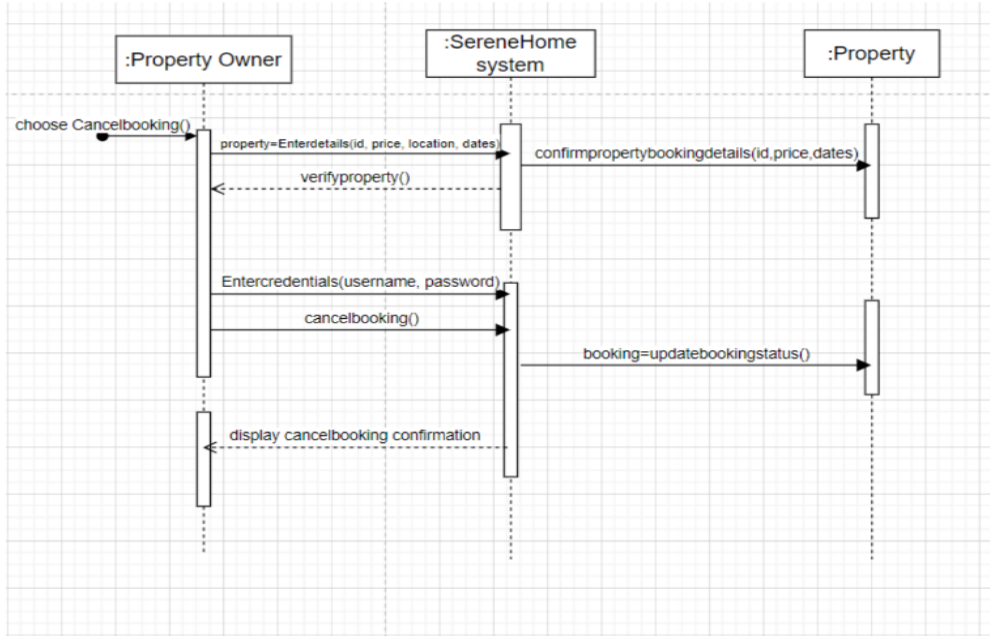 :Property Owner
:SereneHome
system
:Property
choose Cancelbooking()
property=Enterdetails(id, price, location, dates)
confirmpropertybookingdetails(id,price,dates)
verifyproperty()
Entercredentials(username, password)
cancelbooking()
booking=updatebookingstatus()
display cancelbooking confirmation